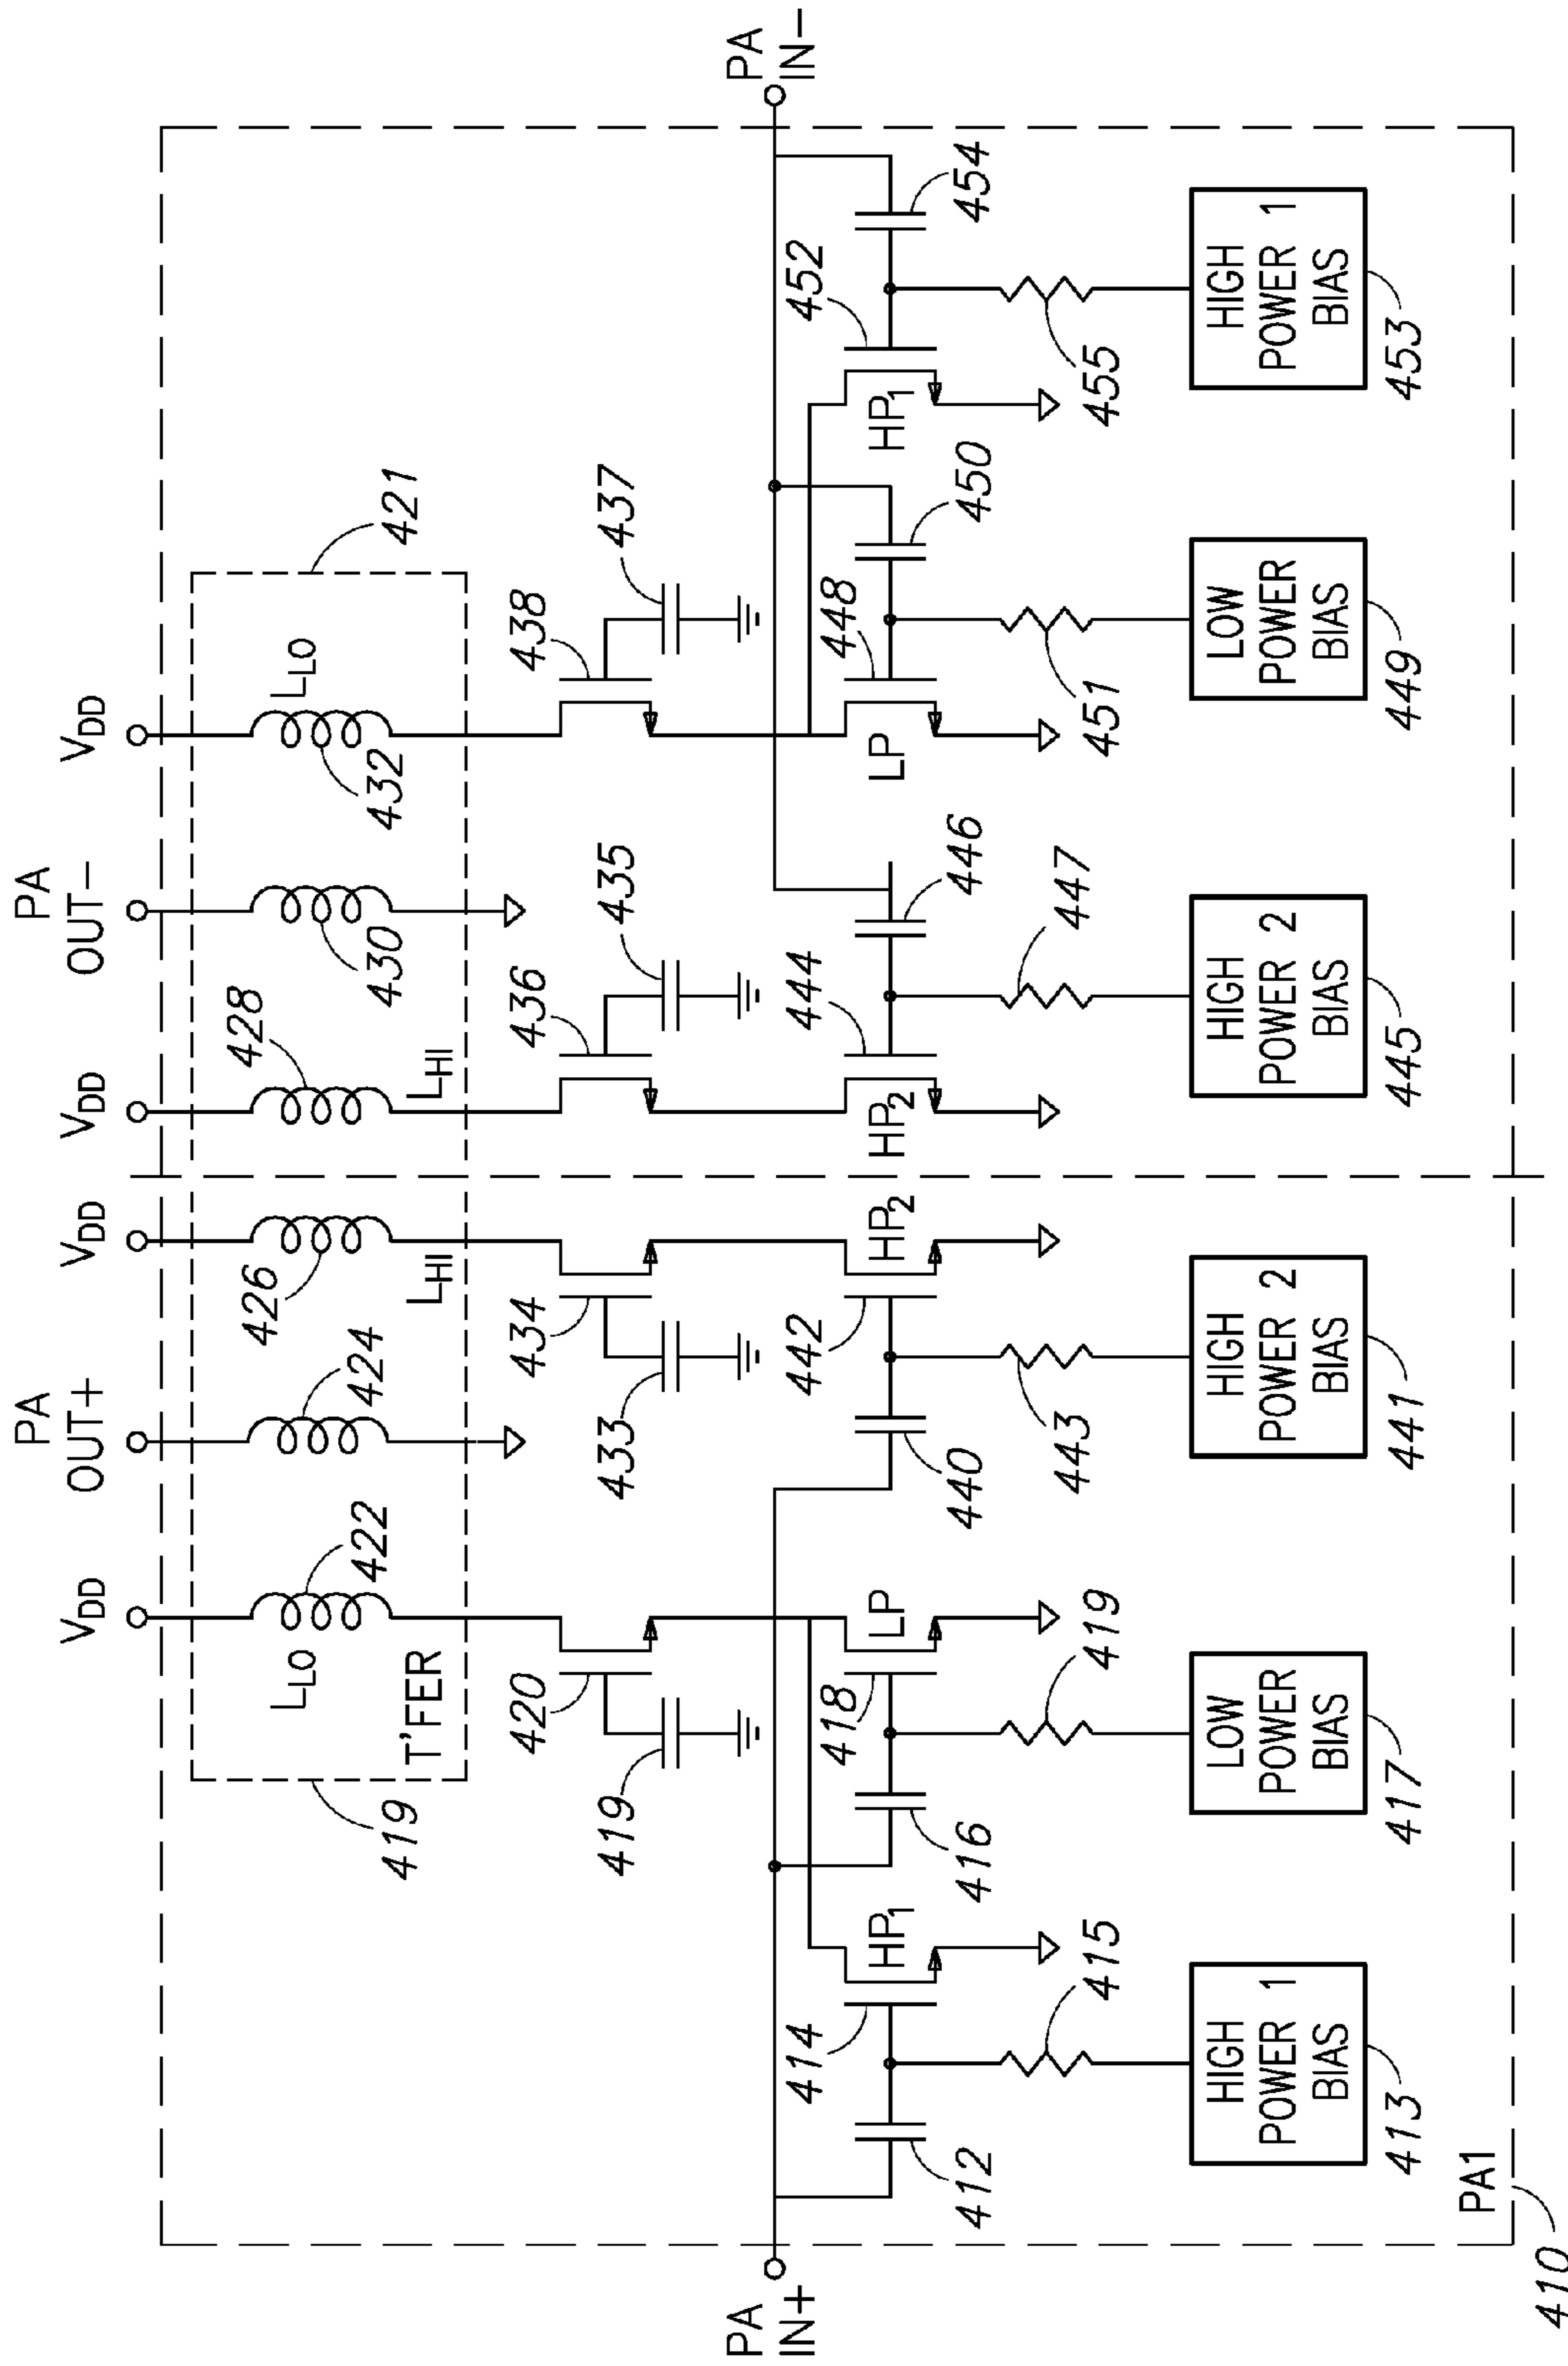 PA
OUT+
PA
OUT−
VDD
VDD
VDD
VDD
LLO
422
424
426
LHI
428
LHI
430
432
LLO
421
419
T'FER
420
419
434
433
436
435
438
437
PA
IN+
PA
IN−
412
414
HP1
416
418
LP
440
442
HP2
HP2
444
446
LP
448
450
HP1
452
454
415
419
443
447
451
455
HIGH
POWER 1
BIAS
413
LOW
POWER
BIAS
417
HIGH
POWER 2
BIAS
441
HIGH
POWER 2
BIAS
445
LOW
POWER
BIAS
449
HIGH
POWER 1
BIAS
453
PA1
410